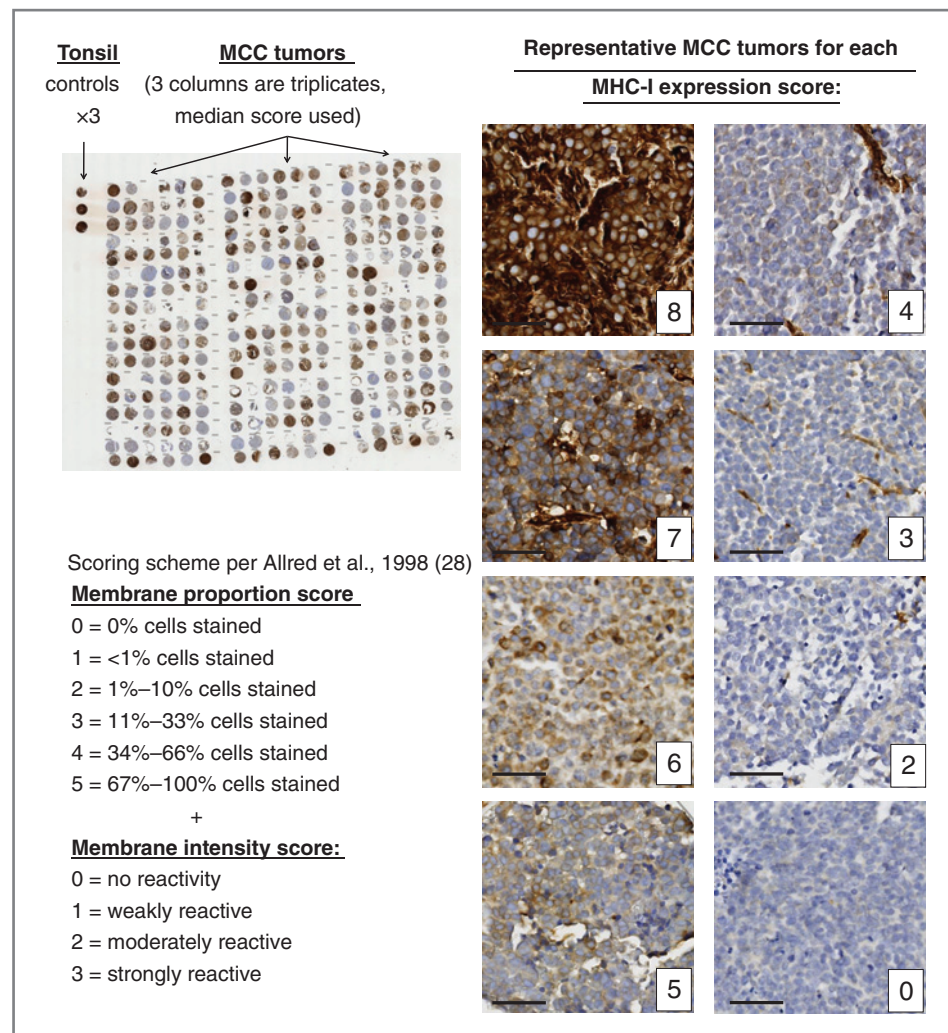 Tonsil
controls
×3
MCC tumors
(3 columns are triplicates,
median score used)
Scoring scheme per Allred et al., 1998 (28)
Membrane proportion score
0 = 0% cells stained
1 = <1% cells stained
2 = 1%–10% cells stained
3 = 11%–33% cells stained
4 = 34%–66% cells stained
5 = 67%–100% cells stained
+
Membrane intensity score:
0 = no reactivity
1 = weakly reactive
2 = moderately reactive
3 = strongly reactive
Representative MCC tumors for each
MHC-I expression score:
8
4
7
3
6
2
5
0